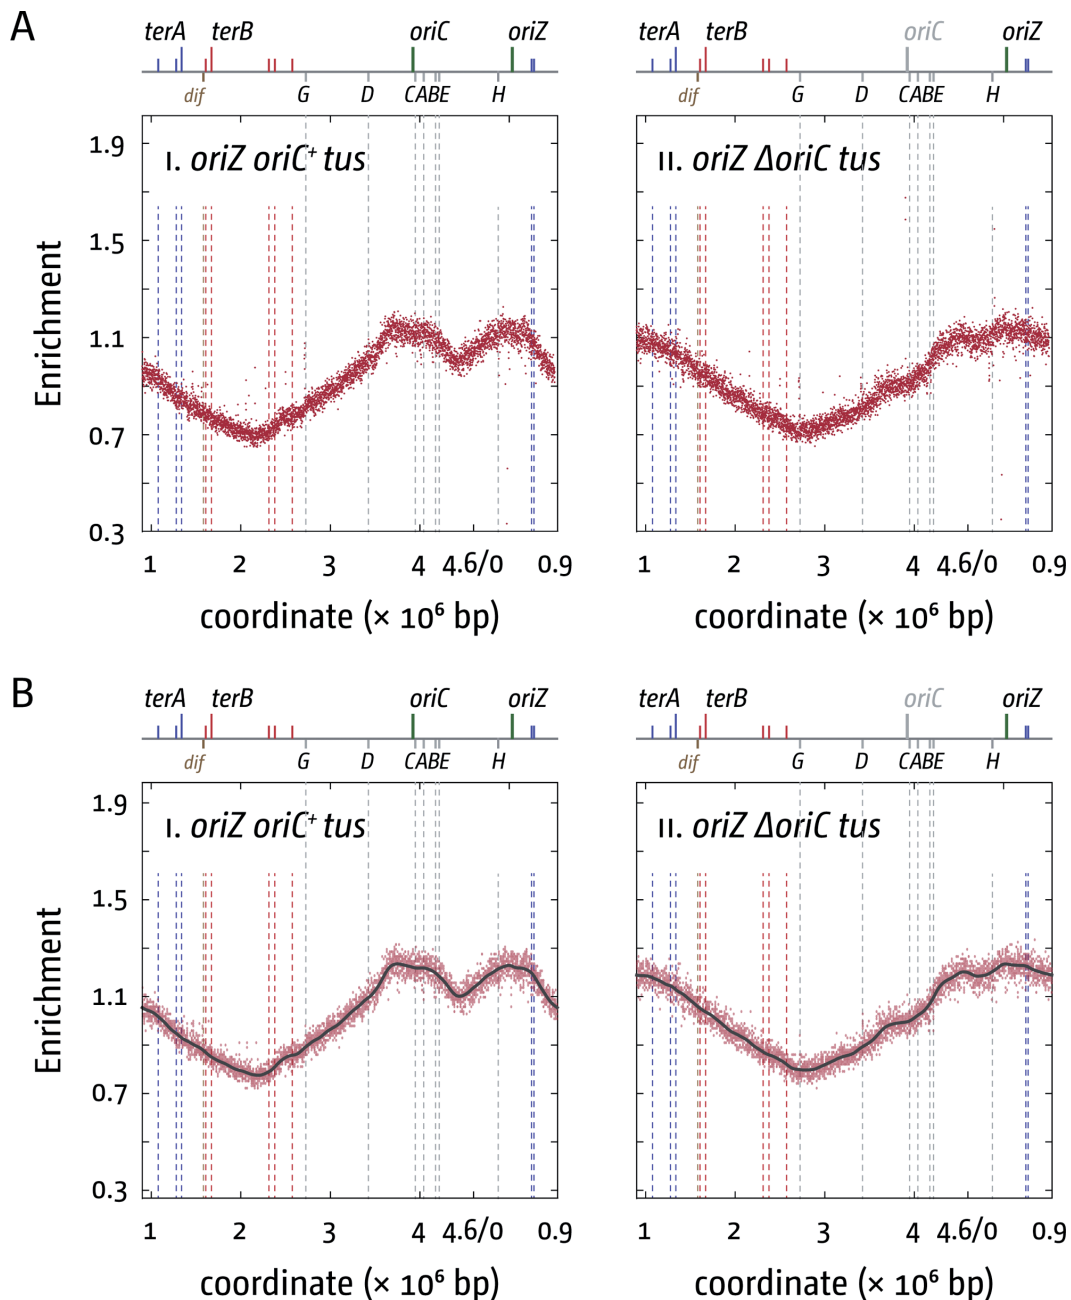 A
terA terB oriC oriZ
dif G D CABE H
I. oriZ oriC+ tus
Enrichment
1.9
1.5
1.1
0.7
0.3
1 2 3 4 4.6/0 0.9
coordinate (× 10⁶ bp)
terA terB oriC oriZ
dif G D CABE H
II. oriZ ΔoriC tus
1 2 3 4 4.6/0 0.9
coordinate (× 10⁶ bp)
B
terA terB oriC oriZ
dif G D CABE H
I. oriZ oriC+ tus
Enrichment
1.9
1.5
1.1
0.7
0.3
1 2 3 4 4.6/0 0.9
coordinate (× 10⁶ bp)
terA terB oriC oriZ
dif G D CABE H
II. oriZ ΔoriC tus
1 2 3 4 4.6/0 0.9
coordinate (× 10⁶ bp)